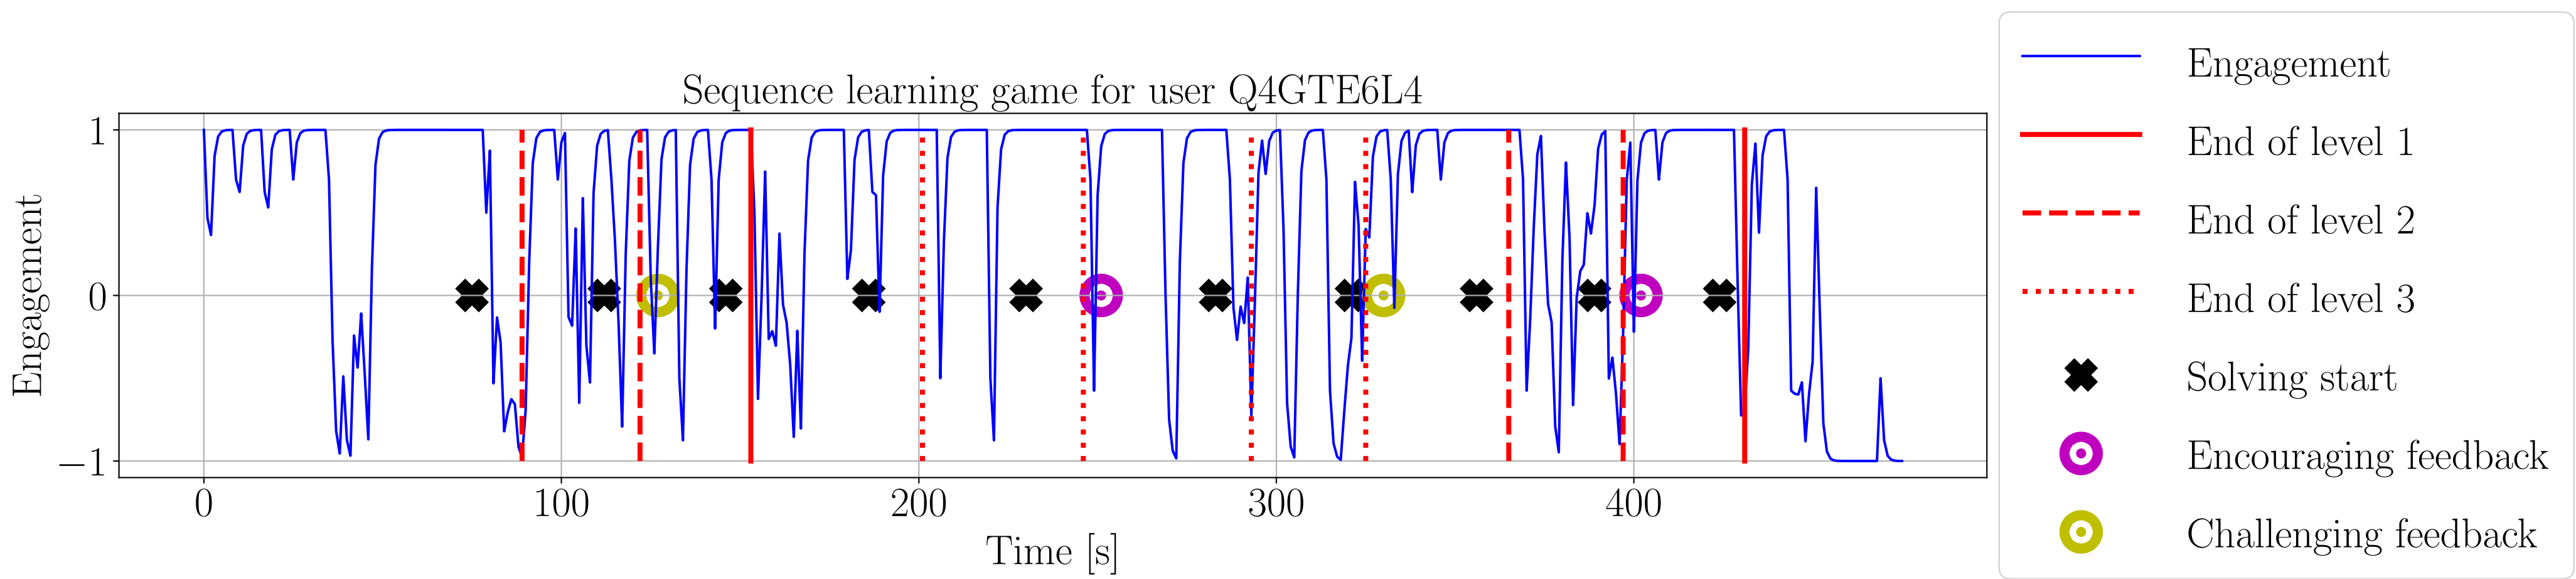 Sequence learning game for user Q4GTE6L4
Engagement
1
0
−1
0
100
200
300
400
Time [s]
Engagement
End of level 1
End of level 2
End of level 3
Solving start
Encouraging feedback
Challenging feedback